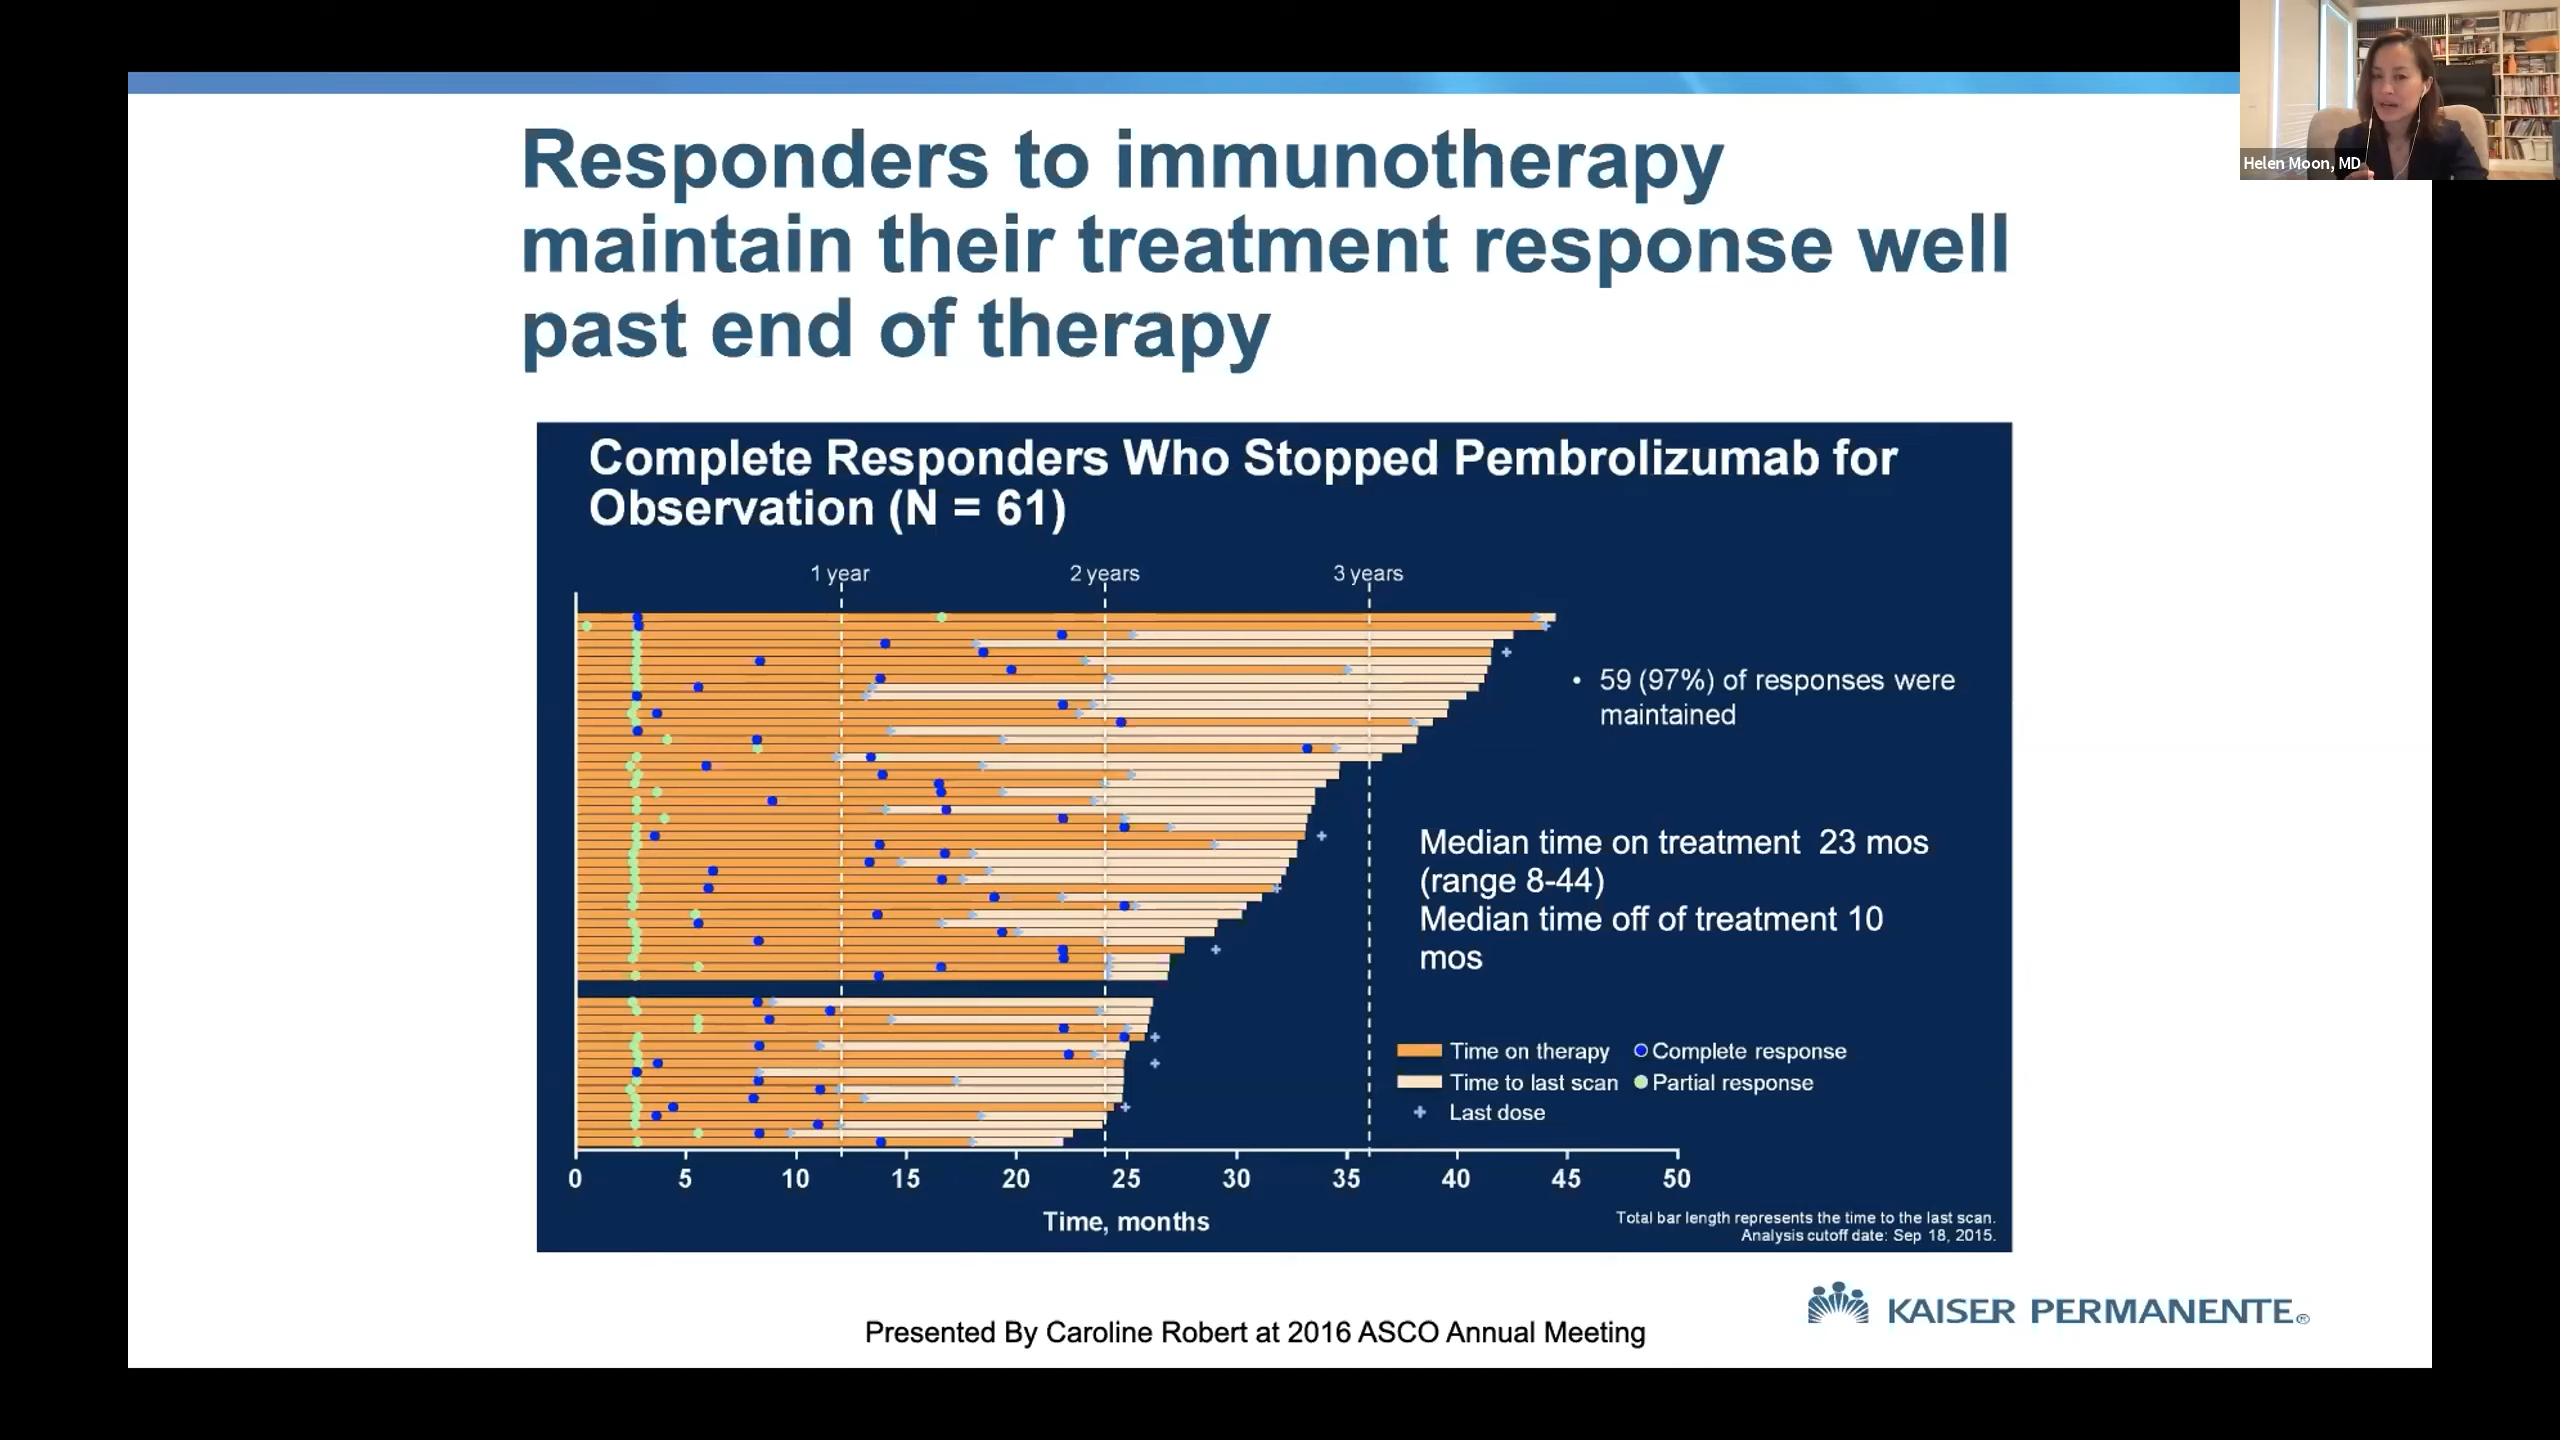 Helen Moon, MD
Responders to immunotherapy
maintain their treatment response well
past end of therapy
Complete Responders Who Stopped Pembrolizumab for
Observation (N = 61)
1 year
2 years
3 years
• 59 (97%) of responses were
maintained
Median time on treatment 23 mos
(range 8-44)
Median time off of treatment 10
mos
Time on therapy
Complete response
Time to last scan
Partial response
Last dose
0 5 10 15 20 25 30 35 40 45 50
Time, months
Total bar length represents the time to the last scan.
Analysis cutoff date: Sep 18, 2015.
KAISER PERMANENTE®
Presented By Caroline Robert at 2016 ASCO Annual Meeting